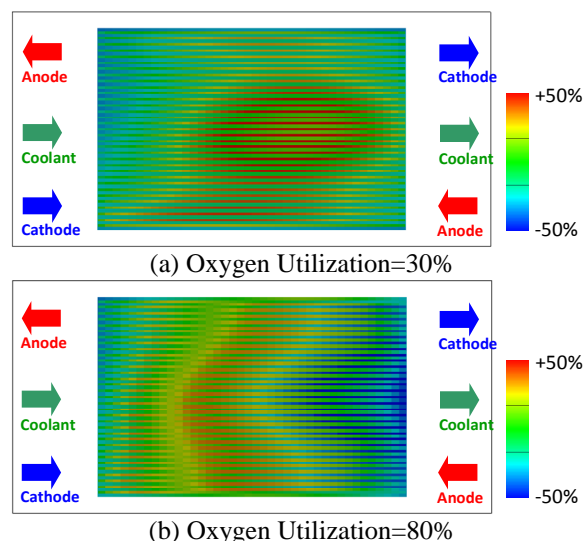 Anode
Cathode
+50%
Coolant
Coolant
Cathode
Anode
-50%
(a) Oxygen Utilization=30%
Anode
Cathode
+50%
Coolant
Coolant
Cathode
Anode
-50%
(b) Oxygen Utilization=80%